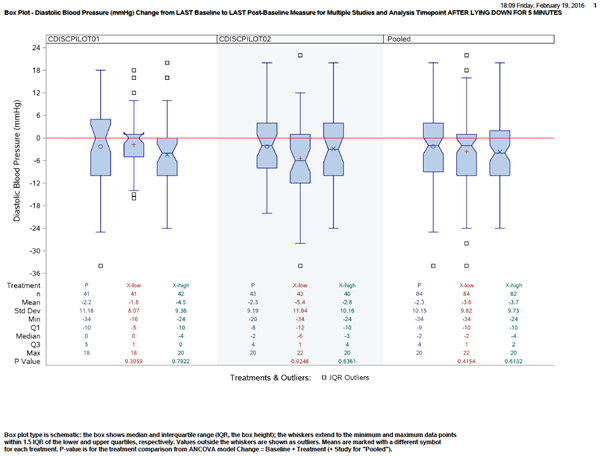 18:09 Friday, February 19, 2016 1
Box Plot - Diastolic Blood Pressure (mmHg) Change from LAST Baseline to LAST Post-Baseline Measure for Multiple Studies and Analysis Timepoint AFTER LYING DOWN FOR 5 MINUTES
CDISCPILOT01 CDISCPILOT02 Pooled
Diastolic Blood Pressure (mmHg)
24
18
12
6
0
-6
-12
-18
-24
-30
-36
Treatment P X-low X-high P X-low X-high P X-low X-high
n 41 41 42 43 43 40 84 84 82
Mean -2.2 -1.8 -4.5 -2.3 -5.4 -2.8 -2.3 -3.6 -3.7
Std Dev 11.18 8.07 9.36 9.19 11.04 10.16 10.15 9.82 9.73
Min -34 -16 -24 -20 -34 -24 -34 -34 -24
Q1 -10 -5 -10 -8 -12 -10 -9 -10 -10
Median 0 0 -4 -2 -6 -3 -2 -2 -4
Q3 5 1 0 4 1 4 4 1 2
Max 18 18 20 20 22 20 20 22 20
P Value 0.3059 0.7922 0.0248 0.6361 0.4154 0.6132
Treatments & Outliers: IQR Outliers
Box plot type is schematic: the box shows median and interquartile range (IQR, the box height); the whiskers extend to the minimum and maximum data points
within 1.5 IQR of the lower and upper quartiles, respectively. Values outside the whiskers are shown as outliers. Means are marked with a different symbol
for each treatment. P-value is for the treatment comparison from ANCOVA model Change = Baseline + Treatment (+ Study for "Pooled").